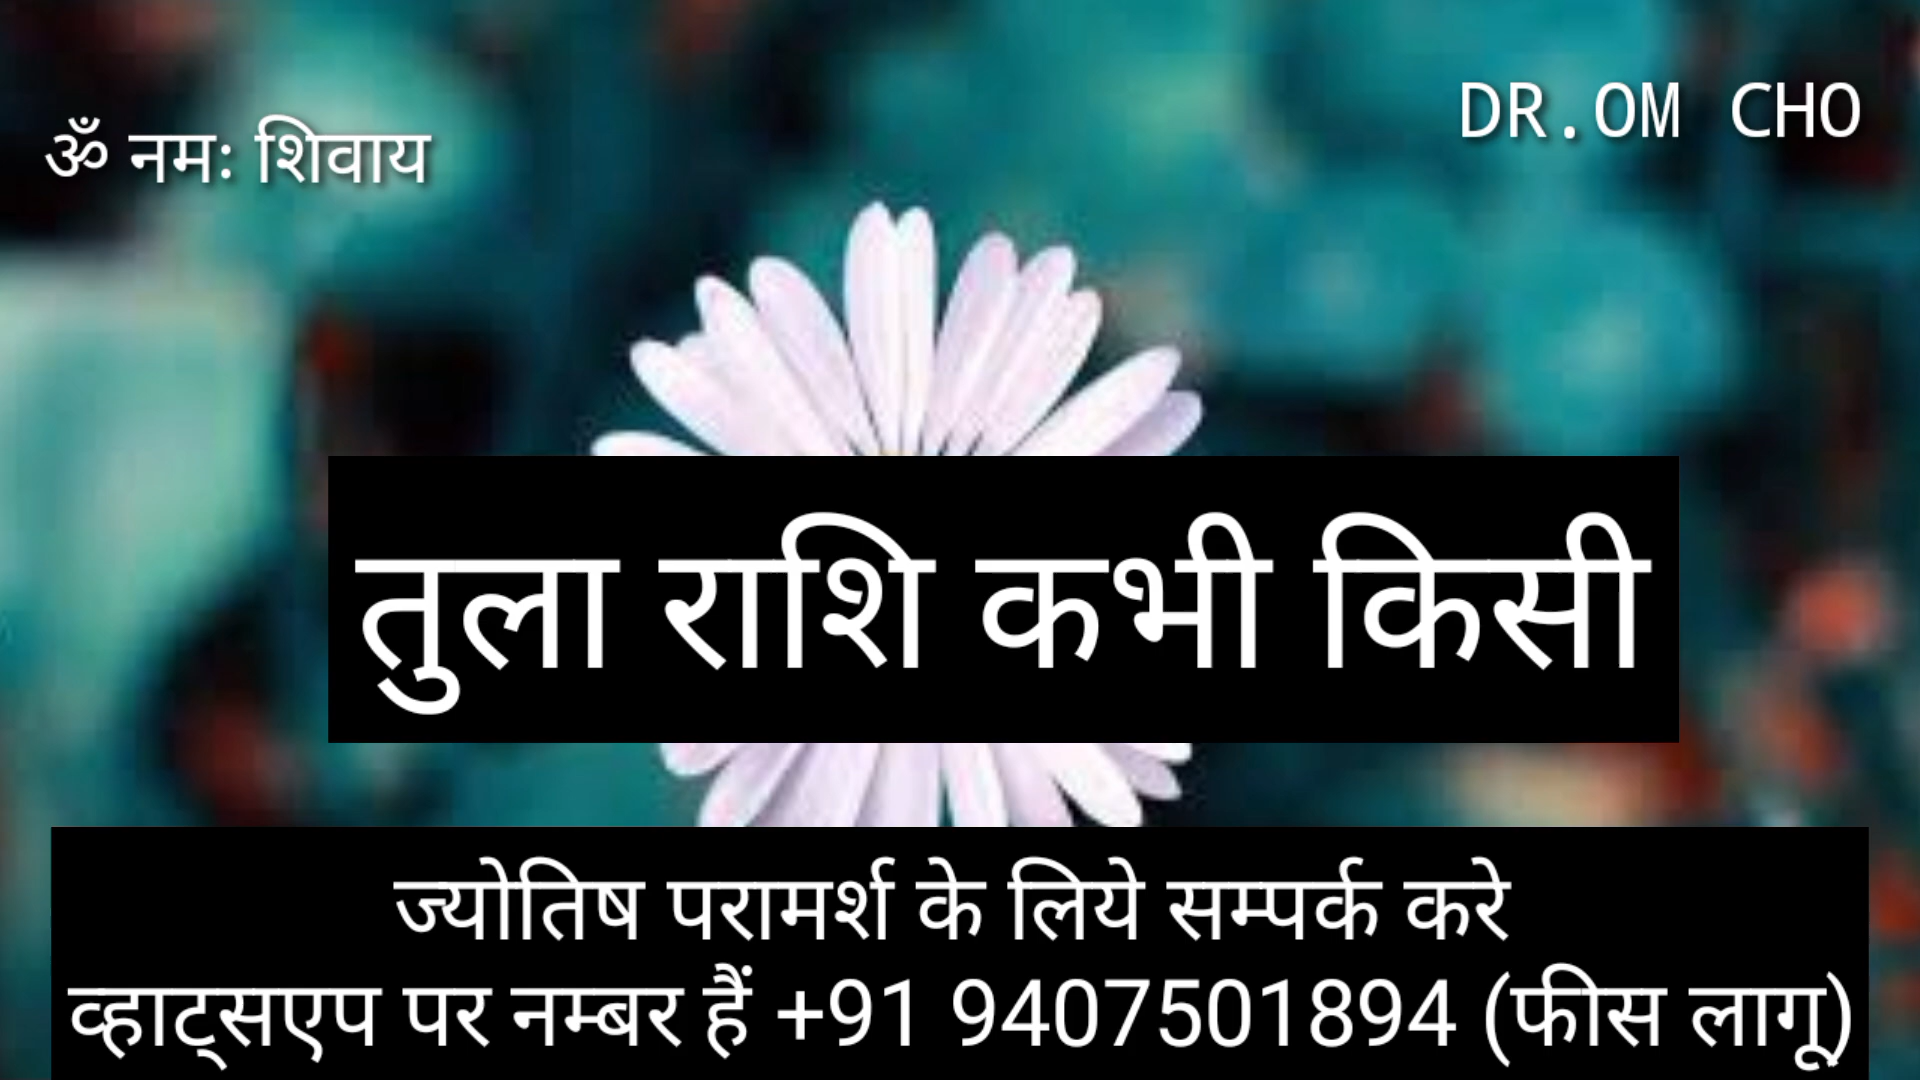 DR.OM CHO
ॐ नमः शिवाय
तुला राशि कभी किसी
ज्योतिष परामर्श के लिये सम्पर्क करे
व्हाट्सएप पर नम्बर हैं +91 9407501894 (फीस लागू)